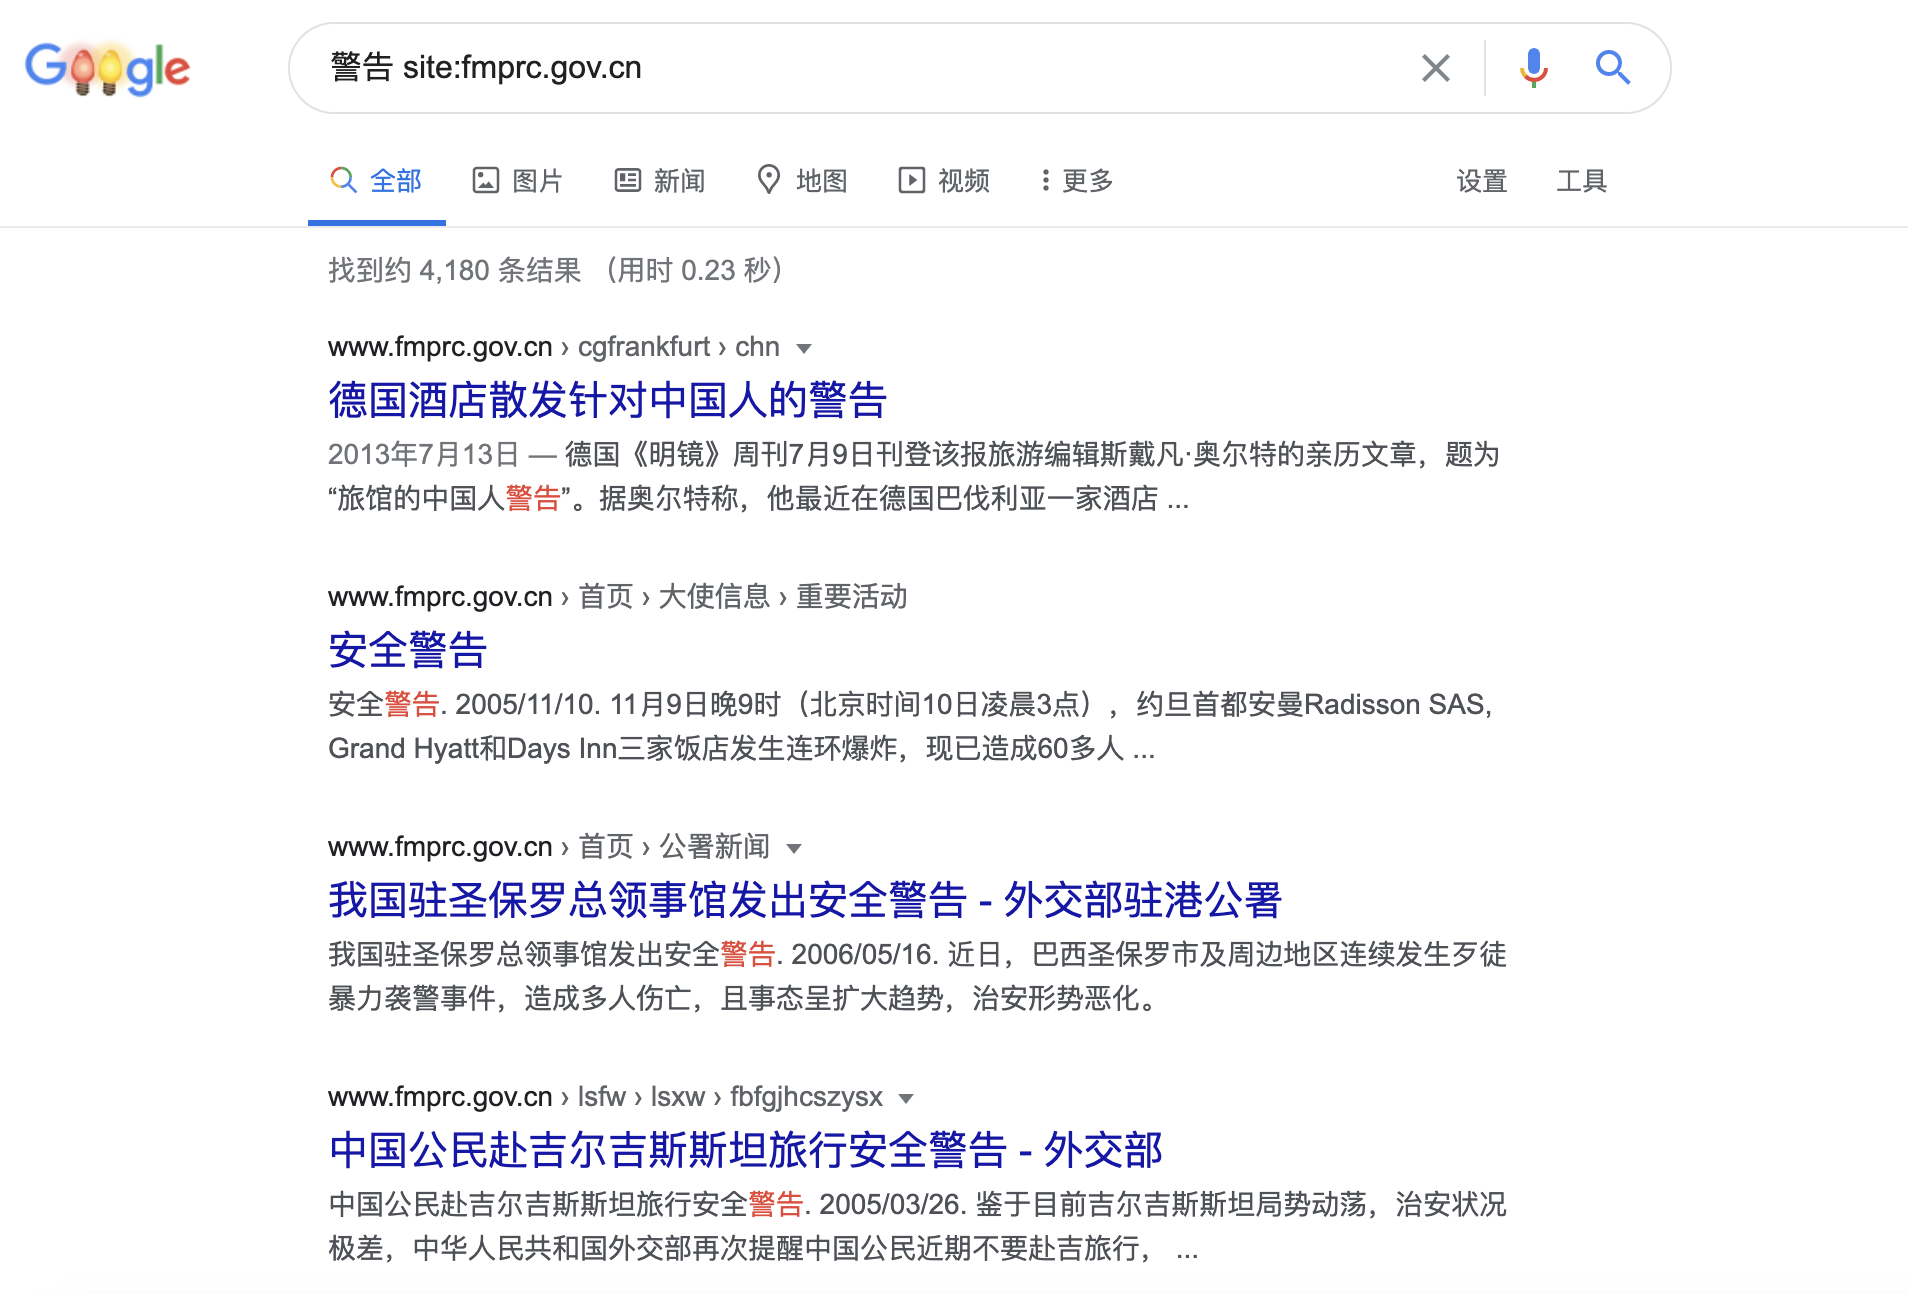 Google
警告 site:fmprc.gov.cn
全部 图片 新闻 地图 视频 更多 设置 工具
找到约 4,180 条结果 （用时 0.23 秒）
www.fmprc.gov.cn › cgfrankfurt › chn
德国酒店散发针对中国人的警告
2013年7月13日 — 德国《明镜》周刊7月9日刊登该报旅游编辑斯戴凡·奥尔特的亲历文章，题为
“旅馆的中国人警告”。据奥尔特称，他最近在德国巴伐利亚一家酒店 ...
www.fmprc.gov.cn › 首页 › 大使信息 › 重要活动
安全警告
安全警告. 2005/11/10. 11月9日晚9时（北京时间10日凌晨3点），约旦首都安曼Radisson SAS,
Grand Hyatt和Days Inn三家饭店发生连环爆炸，现已造成60多人 ...
www.fmprc.gov.cn › 首页 › 公署新闻
我国驻圣保罗总领事馆发出安全警告 - 外交部驻港公署
我国驻圣保罗总领事馆发出安全警告. 2006/05/16. 近日，巴西圣保罗市及周边地区连续发生歹徒
暴力袭警事件，造成多人伤亡，且事态呈扩大趋势，治安形势恶化。
www.fmprc.gov.cn › lsfw › lsxw › fbfgjhcszysx
中国公民赴吉尔吉斯斯坦旅行安全警告 - 外交部
中国公民赴吉尔吉斯斯坦旅行安全警告. 2005/03/26. 鉴于目前吉尔吉斯斯坦局势动荡，治安状况
极差，中华人民共和国外交部再次提醒中国公民近期不要赴吉旅行， ...